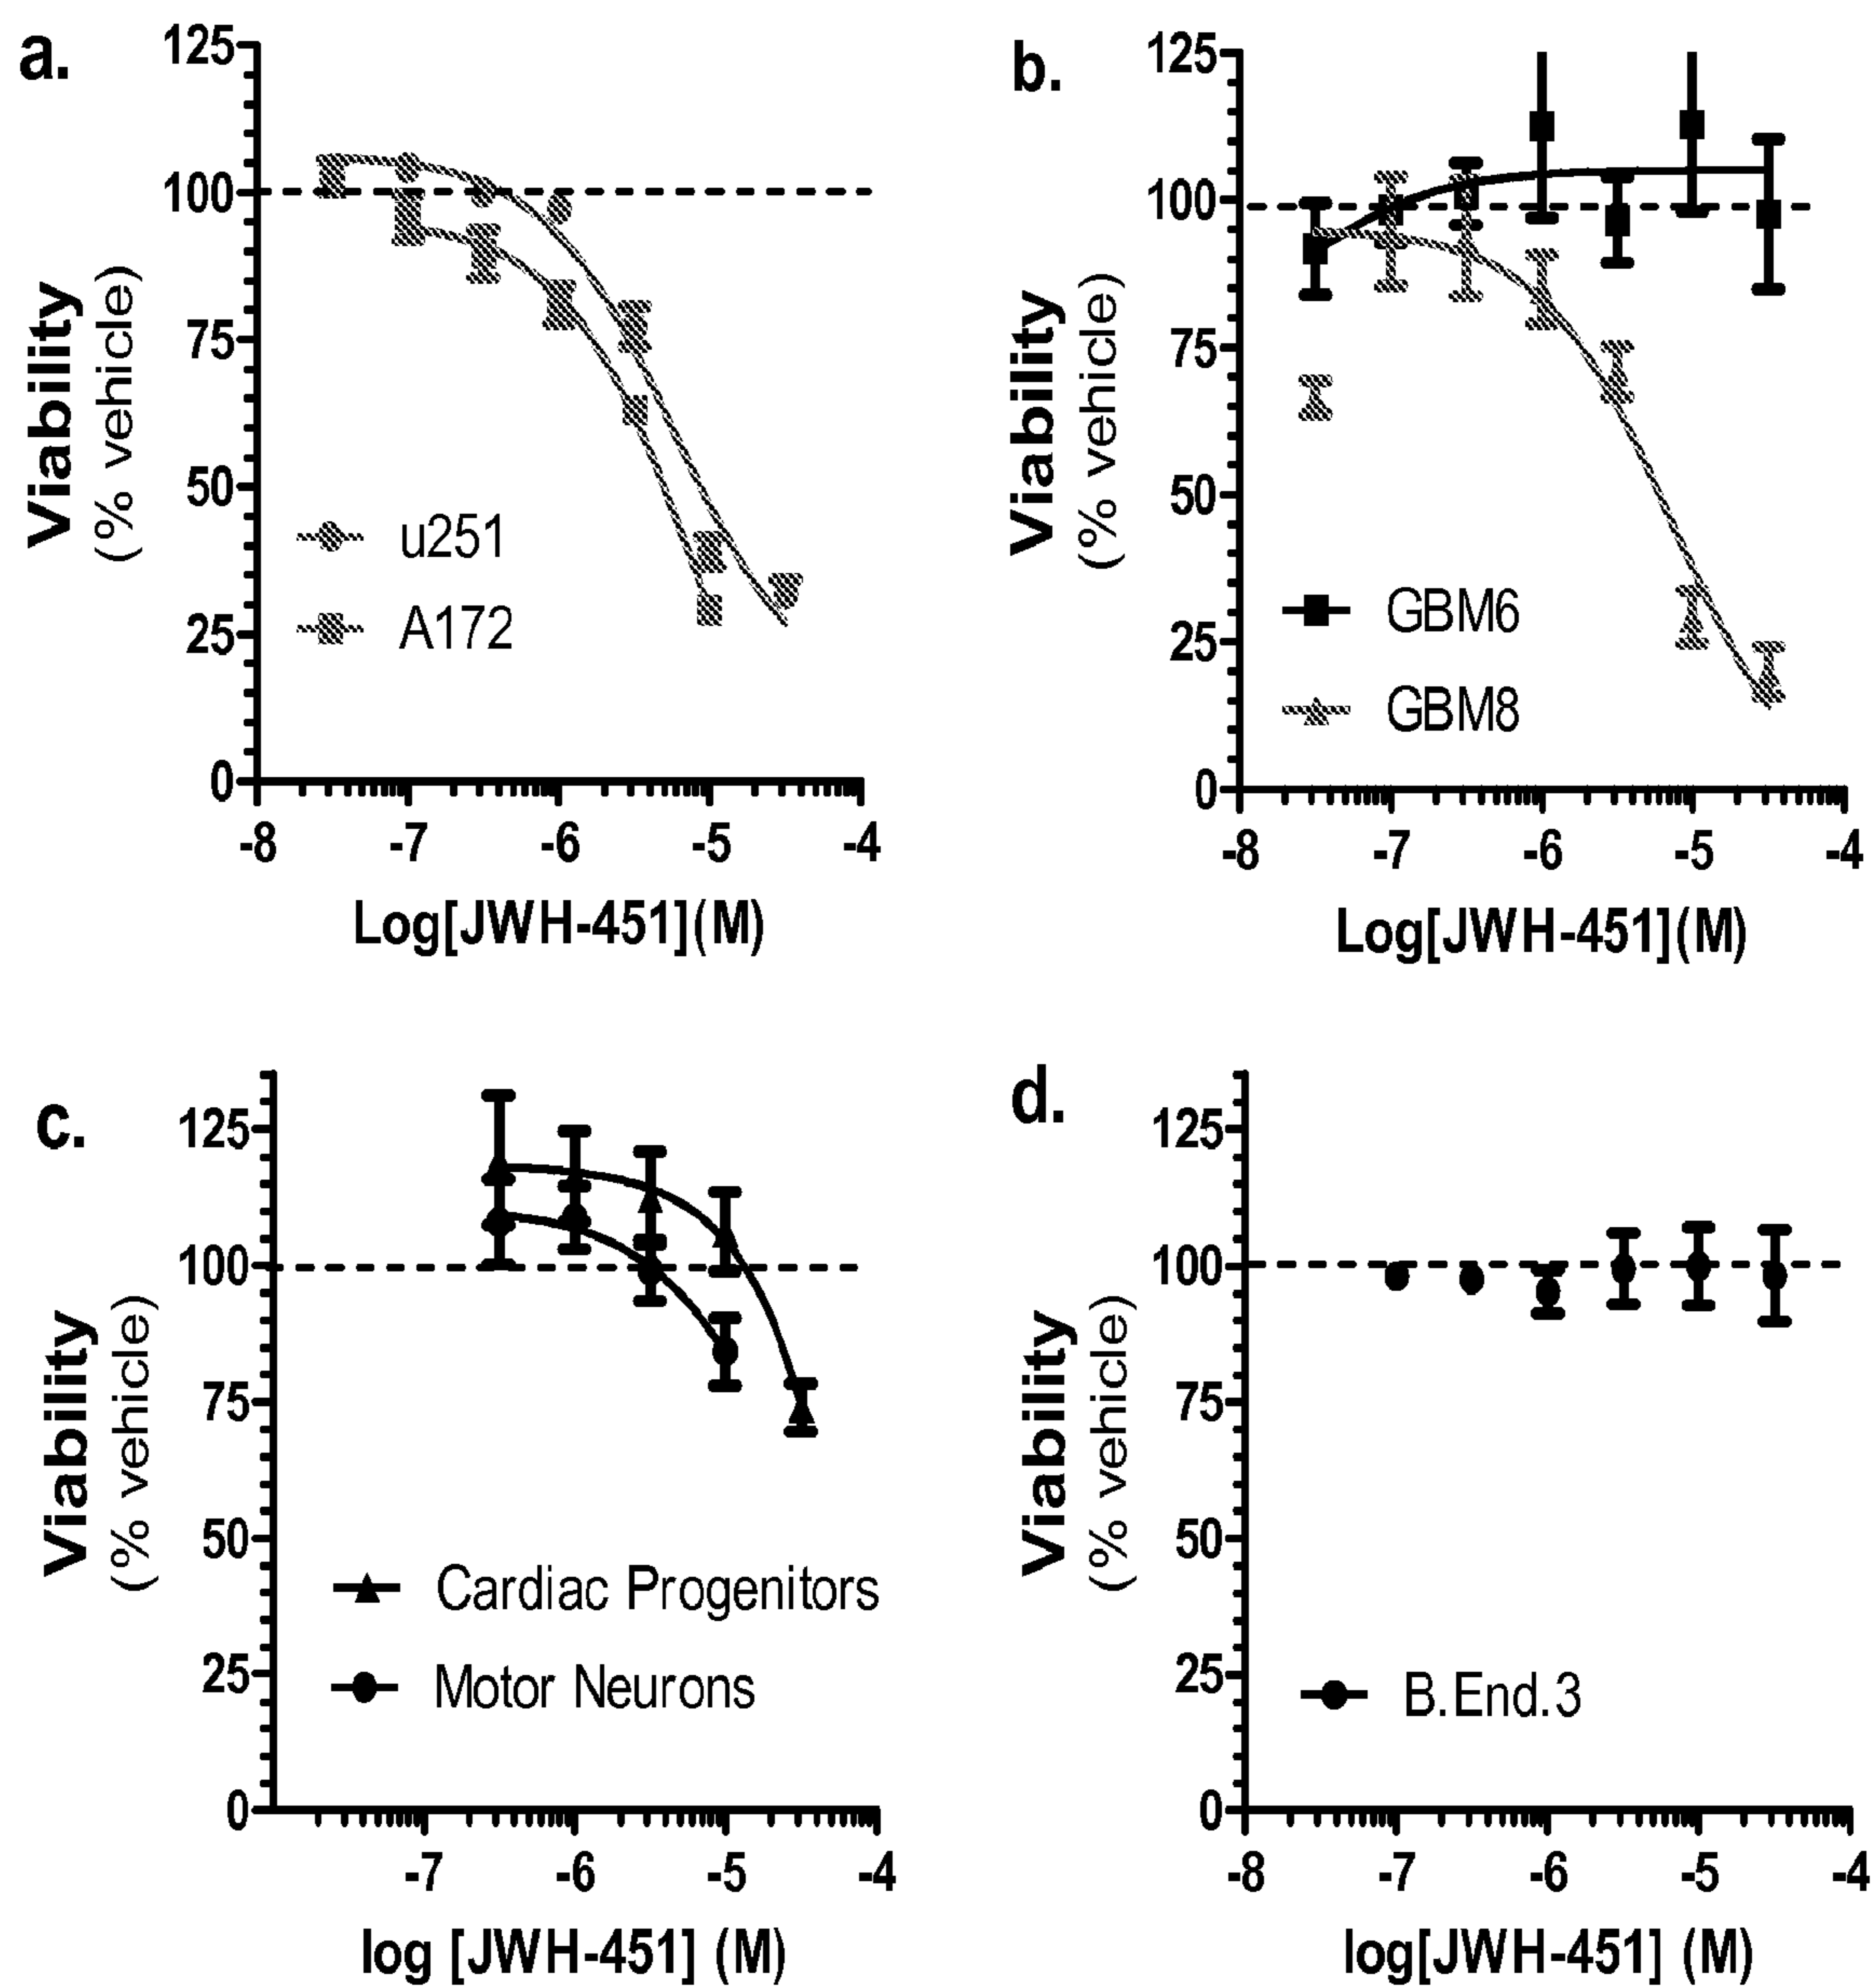 a.
125
100
75
50
25
0
Viability
(% vehicle)
u251
A172
-8
-7
-6
-5
-4
Log[JWH-451](M)
b.
125
100
75
50
25
0
Viability
(% vehicle)
GBM6
GBM8
-8
-7
-6
-5
-4
Log[JWH-451](M)
c.
125
100
75
50
25
0
Viability
(% vehicle)
Cardiac Progenitors
Motor Neurons
-7
-6
-5
-4
log [JWH-451] (M)
d.
125
100
75
50
25
0
Viability
(% vehicle)
B.End.3
-8
-7
-6
-5
-4
log[JWH-451] (M)